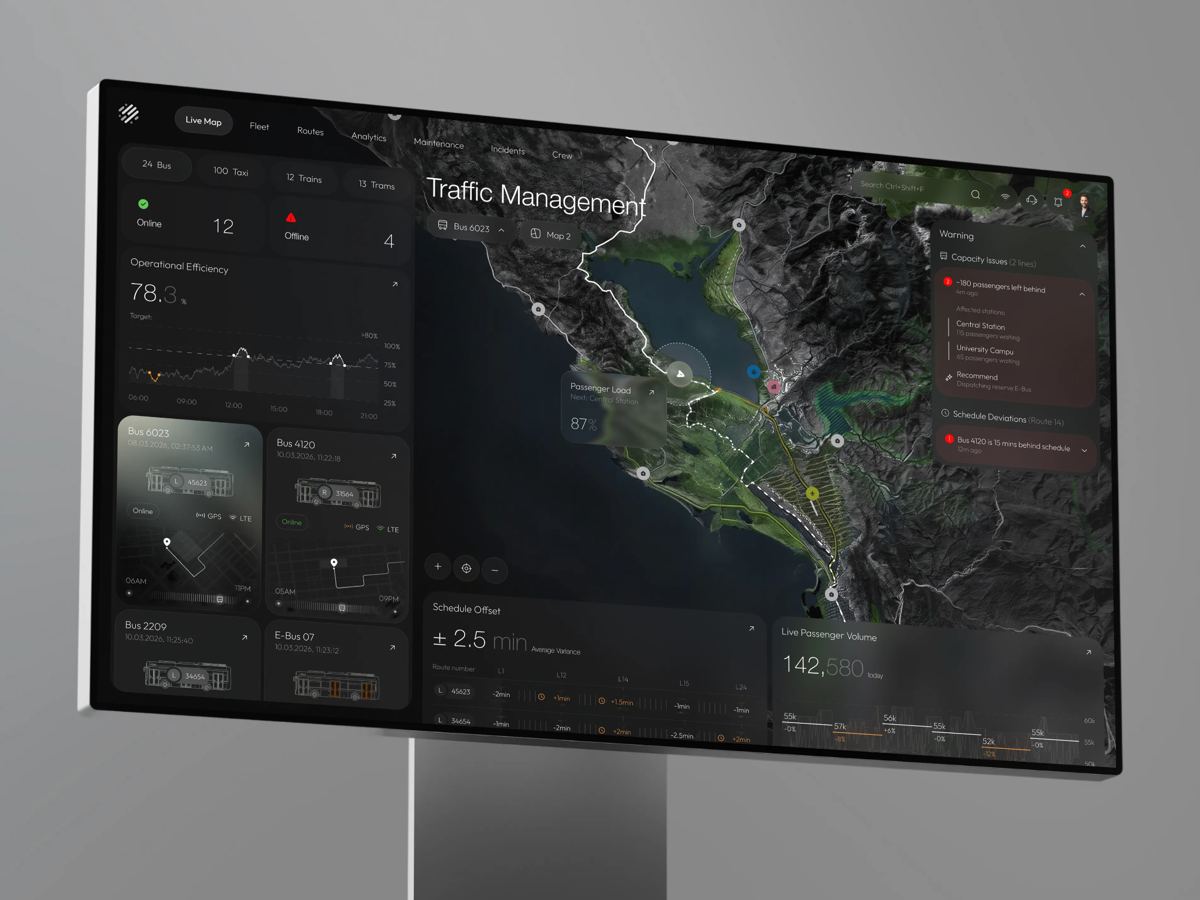 Live Map
Fleet
Routes
Analytics
Maintenance
Incidents
Crew
24 Bus
100 Taxi
12 Trains
13 Trams
Online
12
Offline
4
Operational Efficiency
78.3 %
Target:
>80%
100%
75%
50%
25%
06:00
09:00
12:00
15:00
18:00
21:00
Bus 6023
08.03.2026, 02:37:53 AM
L 45623
Online
GPS
LTE
06AM
11PM
Bus 4120
10.03.2026, 11:22:18
R 31564
Online
GPS
LTE
05AM
09PM
Bus 2209
10.03.2026, 11:25:40
L 34654
E-Bus 07
10.03.2026, 11:23:12
Traffic Management
Bus 6023
Map 2
Search Ctrl+Shift+F
2
Passenger Load
Next: Central Station
87%
Warning
Capacity Issues (2 lines)
~180 passengers left behind
4m ago
Affected stations
Central Station
115 passengers waiting
University Campu
65 passengers waiting
Recommend
Dispatching reserve E-Bus
Schedule Deviations (Route 14)
Bus 4120 is 15 mins behind schedule
12m ago
Schedule Offset
± 2.5 min Average Variance
Route number
L1
L12
L14
L15
L24
L 45623
-2min
+1min
+1.5min
-1min
-1min
L 34654
-1min
-2min
+2min
-2.5min
+2min
Live Passenger Volume
142,580 today
55k
-0%
57k
-8%
56k
+6%
55k
-0%
52k
-12%
55k
-0%
60k
55k
50k